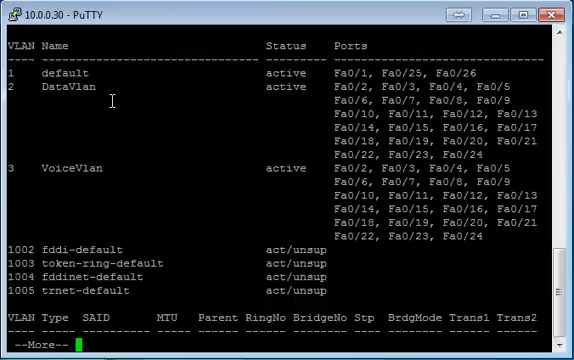 10.0.0.30 - PuTTY
VLAN Name Status Ports
---- -------------------------------- --------- -------------------------------
1 default active Fa0/1, Fa0/25, Fa0/26
2 DataVlan active Fa0/2, Fa0/3, Fa0/4, Fa0/5
Fa0/6, Fa0/7, Fa0/8, Fa0/9
Fa0/10, Fa0/11, Fa0/12, Fa0/13
Fa0/14, Fa0/15, Fa0/16, Fa0/17
Fa0/18, Fa0/19, Fa0/20, Fa0/21
Fa0/22, Fa0/23, Fa0/24
3 VoiceVlan active Fa0/2, Fa0/3, Fa0/4, Fa0/5
Fa0/6, Fa0/7, Fa0/8, Fa0/9
Fa0/10, Fa0/11, Fa0/12, Fa0/13
Fa0/14, Fa0/15, Fa0/16, Fa0/17
Fa0/18, Fa0/19, Fa0/20, Fa0/21
Fa0/22, Fa0/23, Fa0/24
1002 fddi-default act/unsup
1003 token-ring-default act/unsup
1004 fddinet-default act/unsup
1005 trnet-default act/unsup
VLAN Type SAID MTU Parent RingNo BridgeNo Stp BrdgMode Trans1 Trans2
---- ----- ---------- ----- ------ ------ -------- ---- -------- ------ ------
--More--